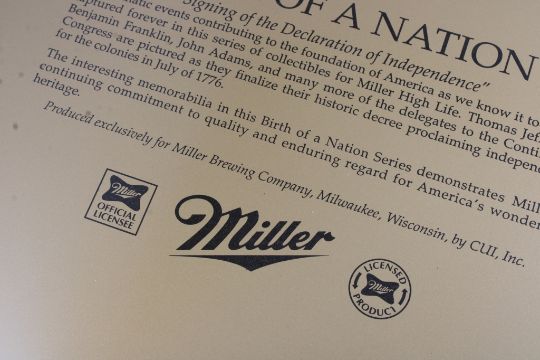 OF A NATION
Signing of the Declaration of Independence"
events contributing to the foundation of America as we know it to
forever in this series of collectibles for Miller High Life. Thomas Jef
Benjamin Franklin, John Adams, and many more of the delegates to the Conti
Congress are pictured as they finalize their historic decree proclaiming indepen
for the colonies in July of 1776.
The interesting memorabilia in this Birth of a Nation Series demonstrates Mill
continuing commitment to quality and enduring regard for America's wonder
heritage.
Produced exclusively for Miller Brewing Company, Milwaukee, Wisconsin, by CUI, Inc.
Miller
OFFICIAL
LICENSEE
Miller
LICENSED
Miller
PRODUCT